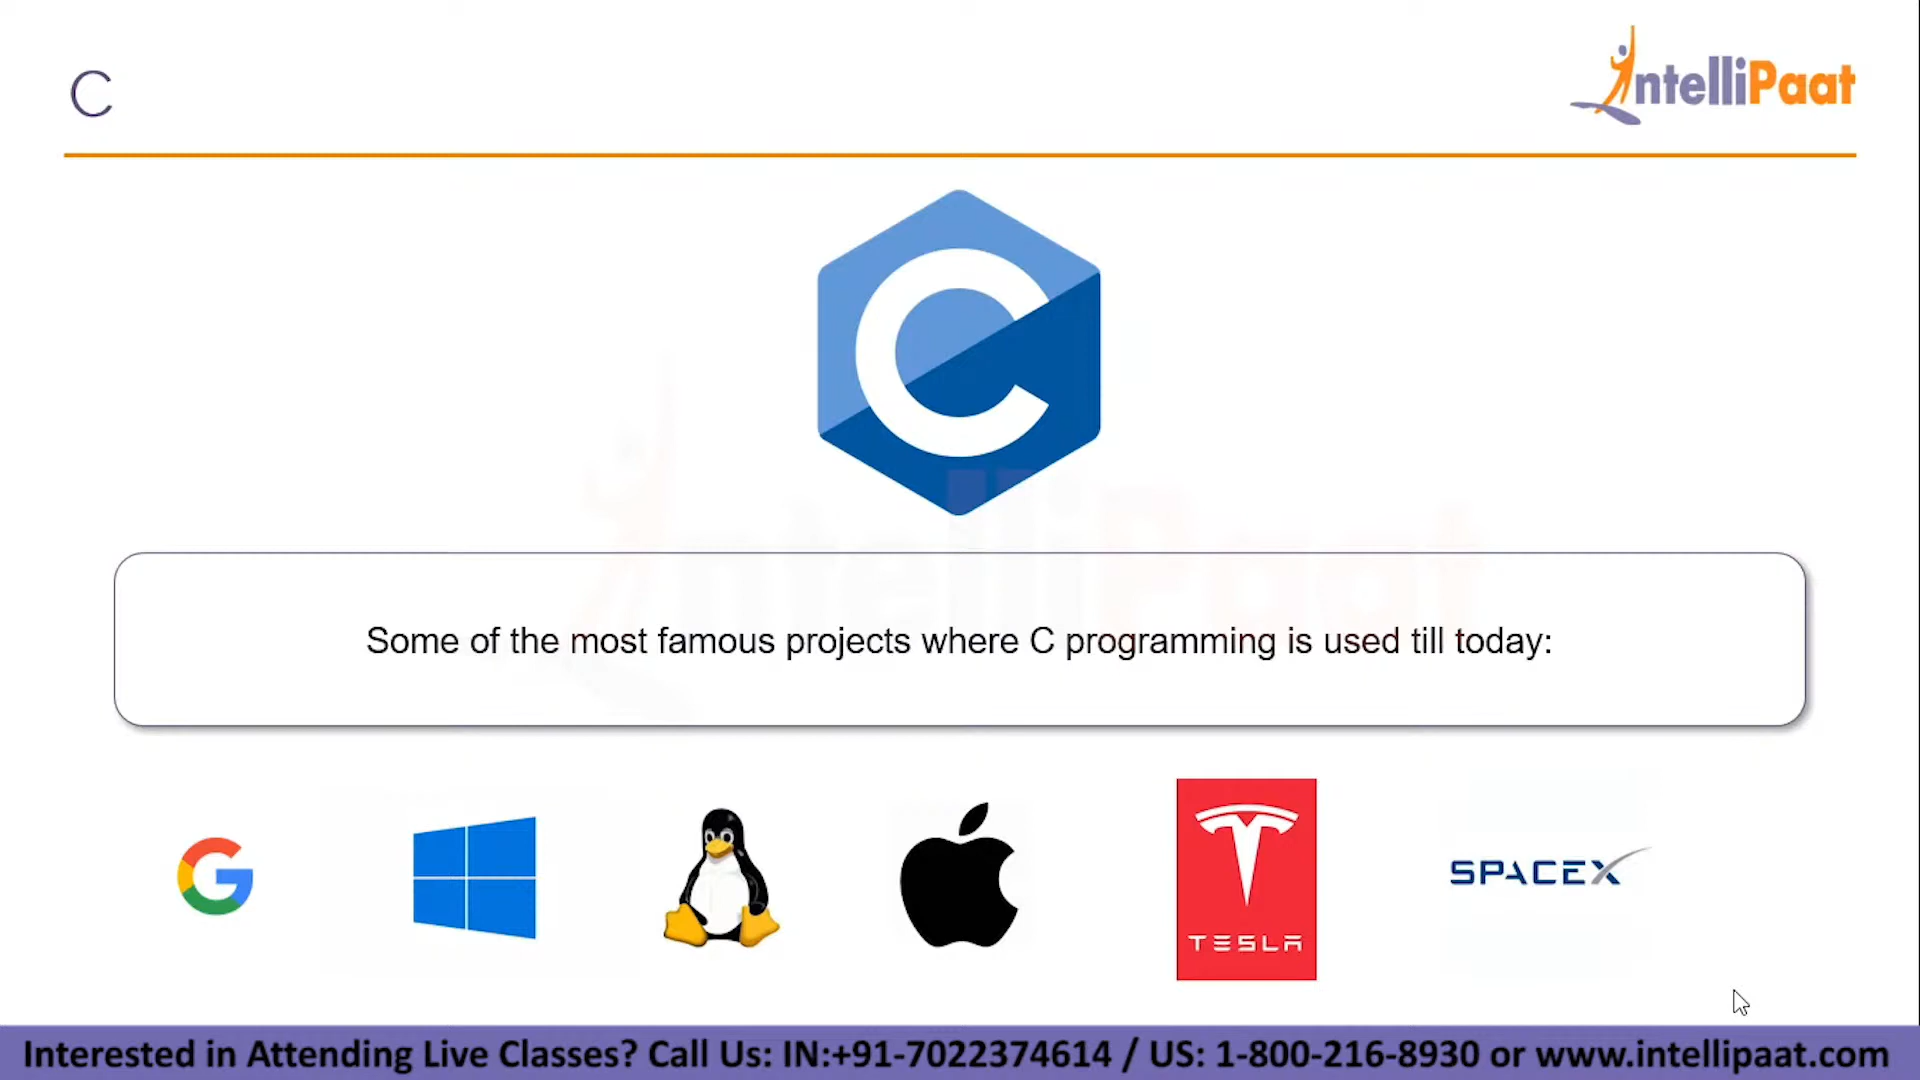 C
IntelliPaat
Some of the most famous projects where C programming is used till today:
TESLA
SPACEX
Interested in Attending Live Classes? Call Us: IN:+91-7022374614 / US: 1-800-216-8930 or www.intellipaat.com